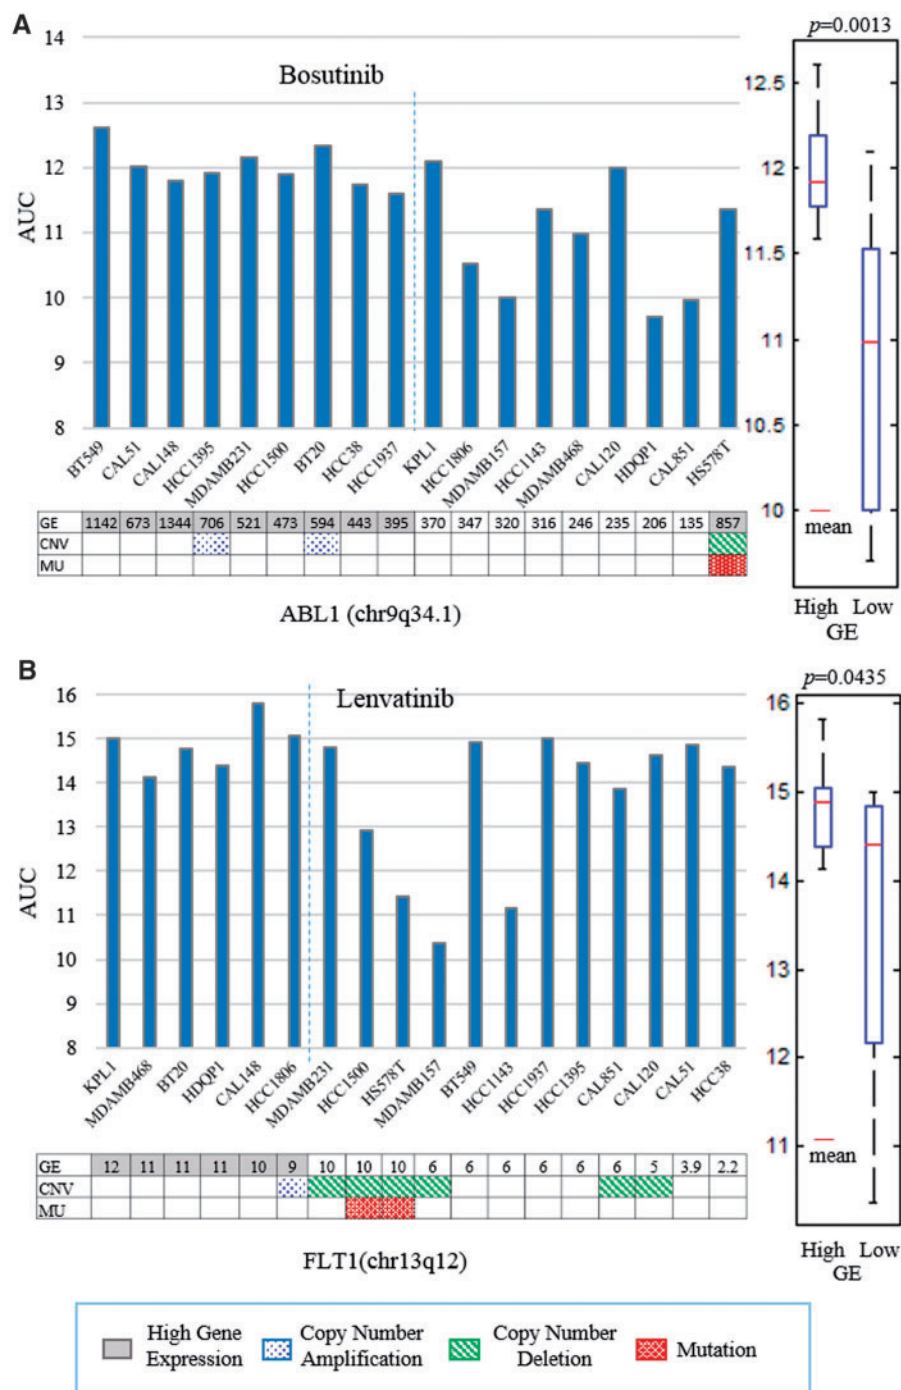 A
14
13
12
11
10
9
8
AUC
Bosutinib
BT549 CAL51 CAL148 HCC1395 MDAMB231 HCC1500 BT20 HCC38 HCC1937 KPL1 HCC1806 MDAMB157 HCC1143 MDAMB468 CAL120 HDQP1 CAL851 HS578T
GE 1142 673 1344 706 521 473 594 443 395 370 347 320 316 246 235 206 135 857
CNV
MU
ABL1 (chr9q34.1)
p=0.0013
12.5
12
11.5
11
10.5
10
mean
High Low
GE
B
16
15
14
13
12
11
10
9
8
AUC
Lenvatinib
KPL1 MDAMB468 BT20 HDQP1 CAL148 HCC1806 MDAMB231 HCC1500 HS578T MDAMB157 BT549 HCC1143 HCC1937 HCC1395 CAL851 CAL120 CAL51 HCC38
GE 12 11 11 11 10 9 10 10 10 6 6 6 6 6 6 5 3.9 2.2
CNV
MU
FLT1(chr13q12)
p=0.0435
16
15
14
13
12
11
mean
High Low
GE
High Gene
Expression
Copy Number
Amplification
Copy Number
Deletion
Mutation